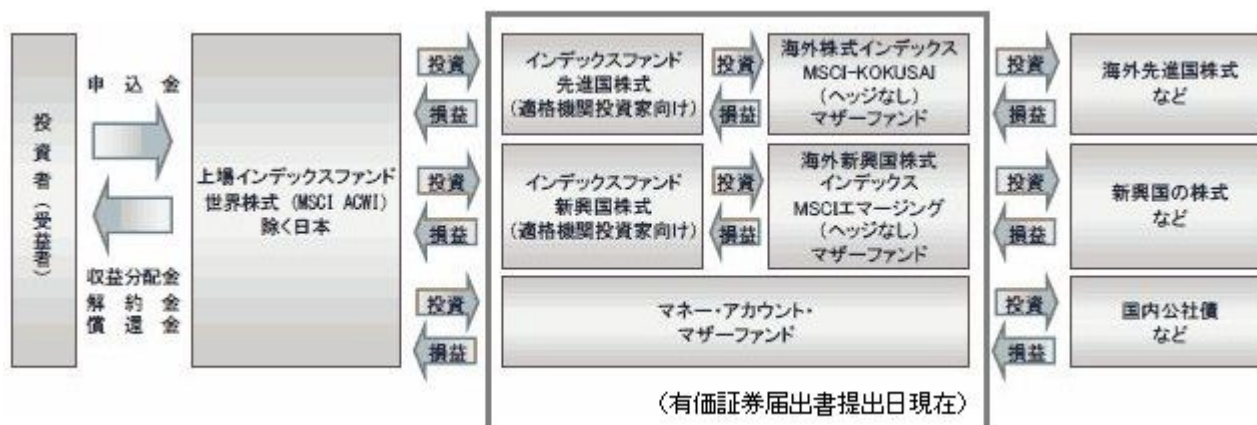 投資者（受益者）
申込金
収益分配金
解約金
償還金
上場インデックスファンド
世界株式（MSCI ACWI）
除く日本
投資
損益
インデックスファンド
先進国株式
（適格機関投資家向け）
投資
損益
海外株式インデックス
MSCI-KOKUSAI
（ヘッジなし）
マザーファンド
投資
損益
海外先進国株式
など
投資
損益
インデックスファンド
新興国株式
（適格機関投資家向け）
投資
損益
海外新興国株式
インデックス
MSCIエマージング
（ヘッジなし）
マザーファンド
投資
損益
新興国の株式
など
投資
損益
マネー・アカウント・
マザーファンド
投資
損益
国内公社債
など
（有価証券届出書提出日現在）